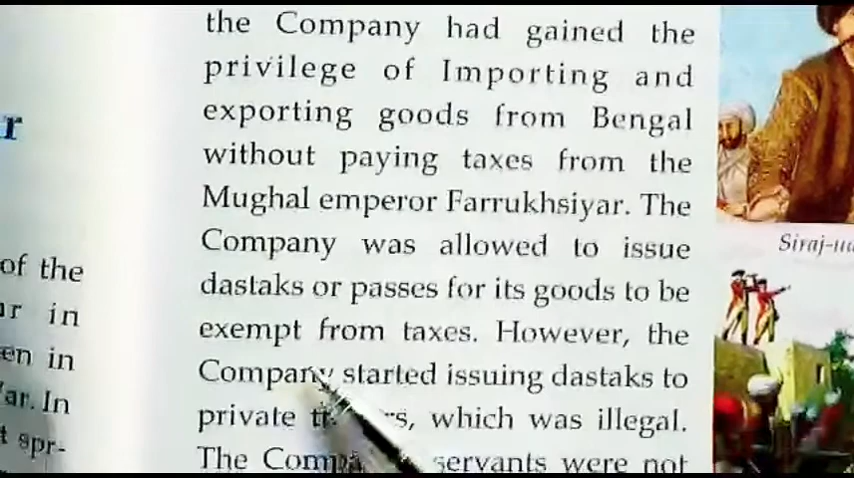 the Company had gained the
privilege of Importing and
exporting goods from Bengal
without paying taxes from the
Mughal emperor Farrukhsiyar. The
Company was allowed to issue
dastaks or passes for its goods to be
exempt from taxes. However, the
Company started issuing dastaks to
private which was illegal.
The servants were not
r
of the
in
en in
ar. In
t spr-
Siraj-ud